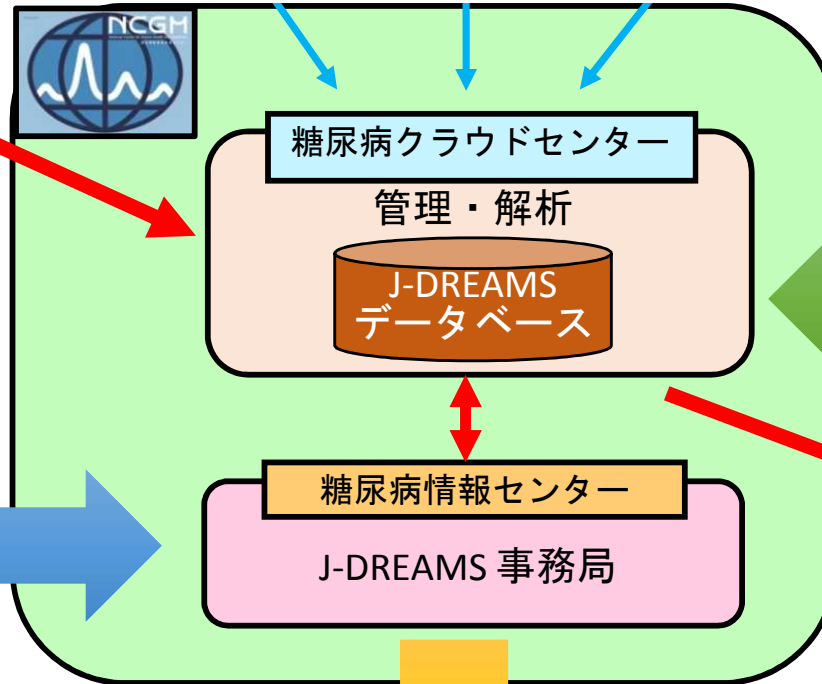 NCGM
糖尿病クラウドセンター
管理・解析
J-DREAMS
データベース
糖尿病情報センター
J-DREAMS 事務局